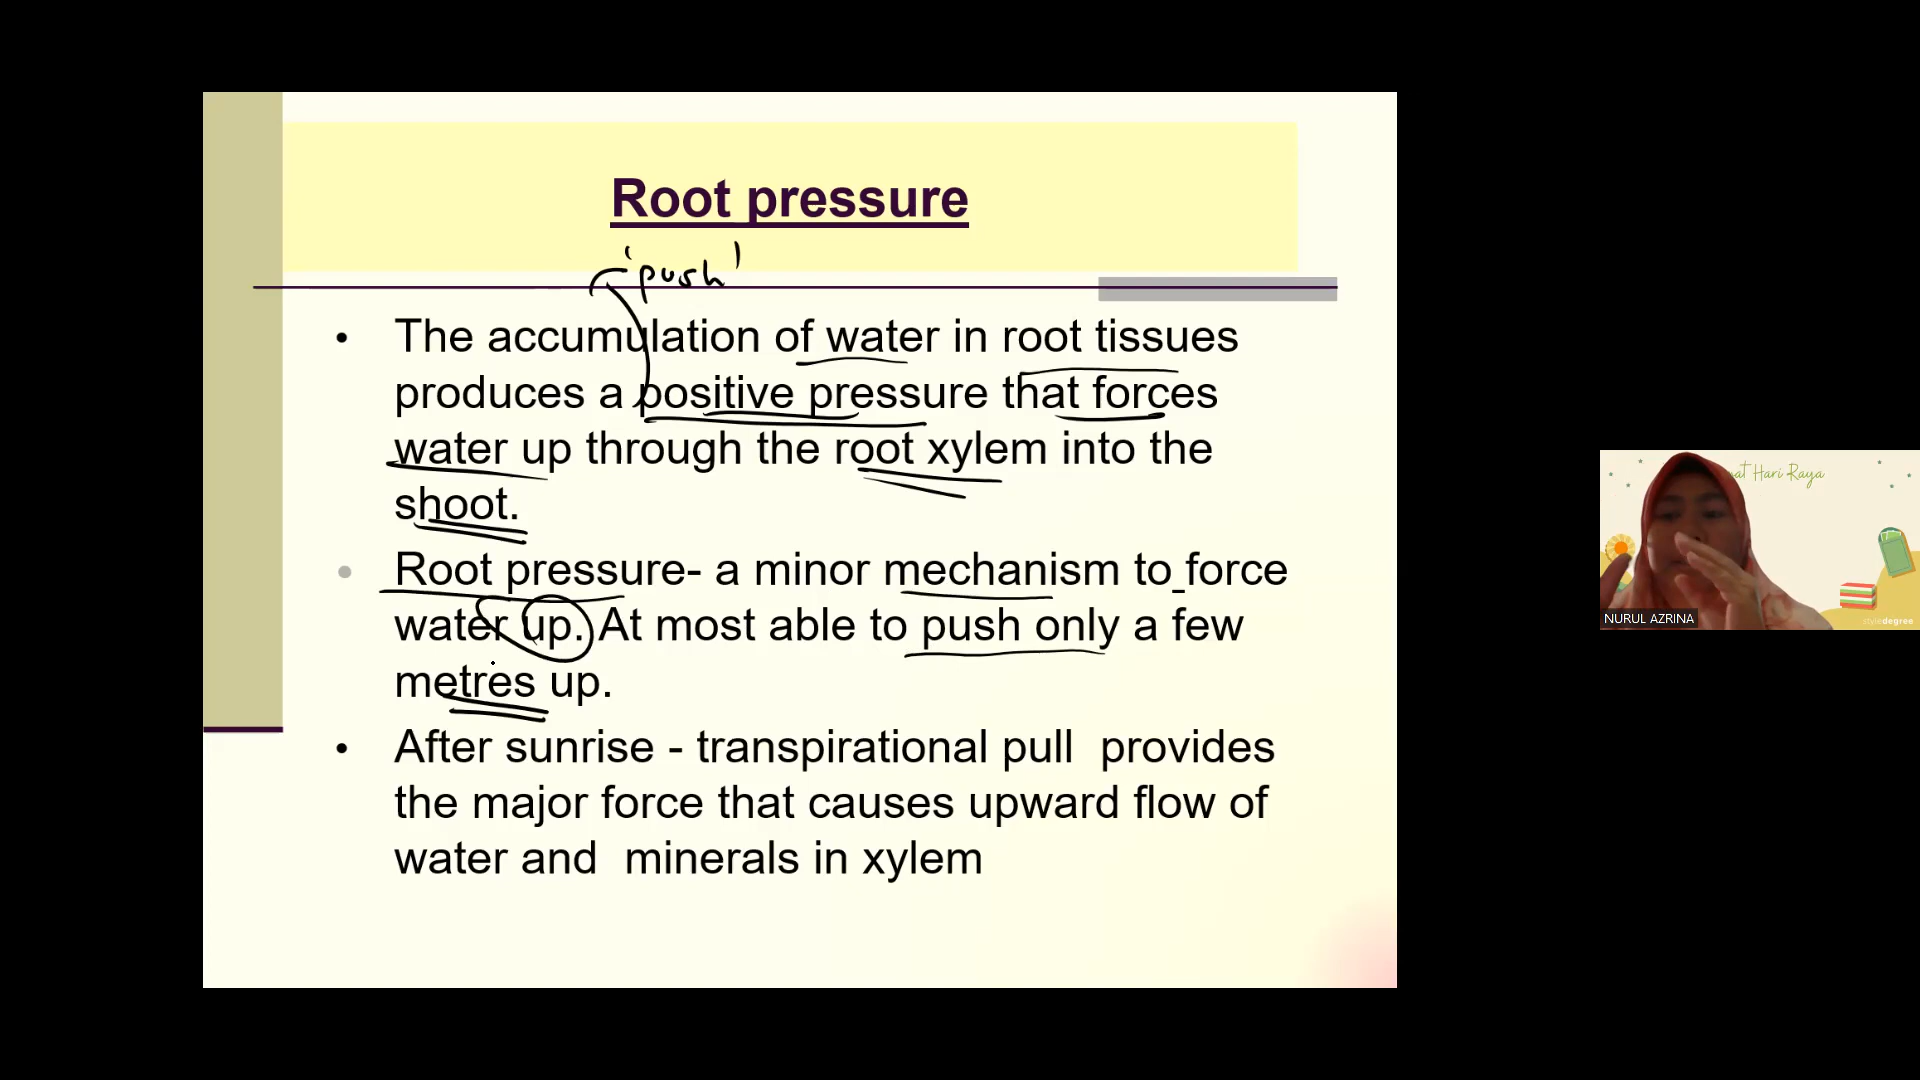 Root pressure
'push'
• The accumulation of water in root tissues
produces a positive pressure that forces
water up through the root xylem into the
shoot.
• Root pressure- a minor mechanism to force
water up. At most able to push only a few
metres up.
• After sunrise - transpirational pull provides
the major force that causes upward flow of
water and minerals in xylem
Hari Raya
NURUL AZRINA
styledegree